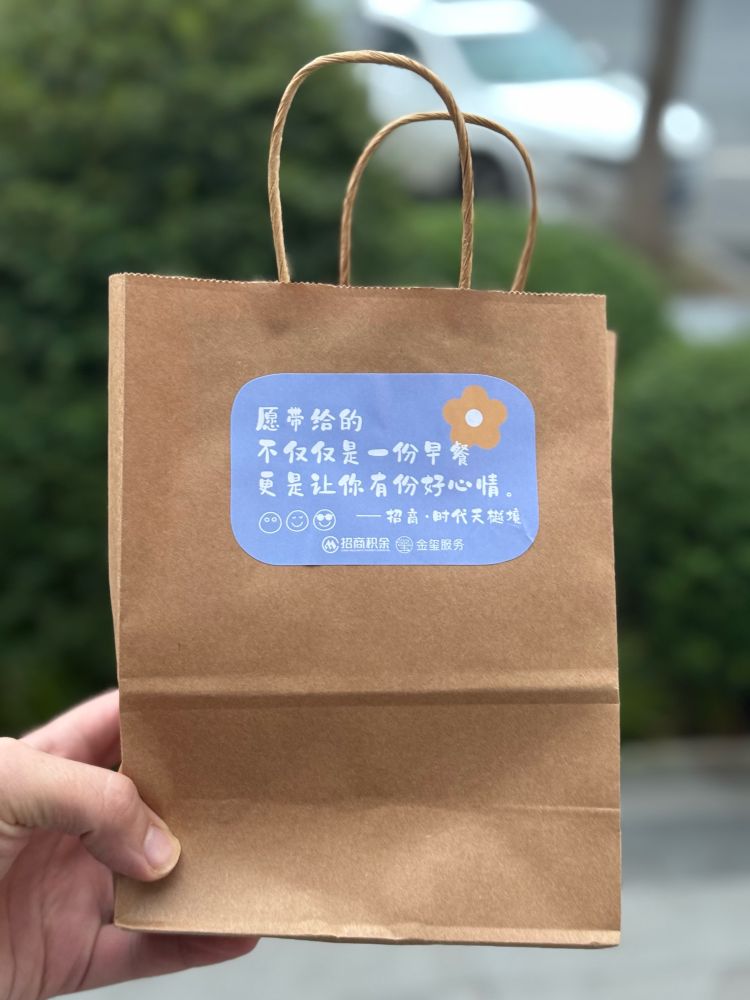 愿带给的
不仅仅是一份早餐
更是让你有份好心情。
——招商·时代天樾境
招商积余 金玺服务